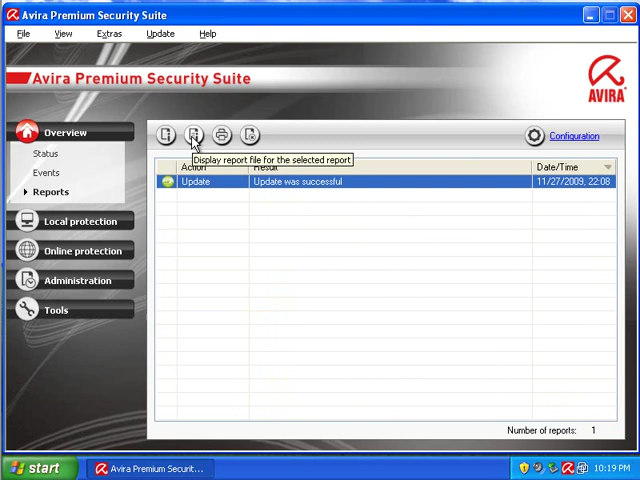 Avira Premium Security Suite
File View Extras Update Help
Avira Premium Security Suite
AVIRA
Overview
Status
Events
Reports
Local protection
Online protection
Administration
Tools
Configuration
Display report file for the selected report
Action Result Date/Time
Update Update was successful 11/27/2009, 22:08
Number of reports: 1
start Avira Premium Securit... 10:19 PM